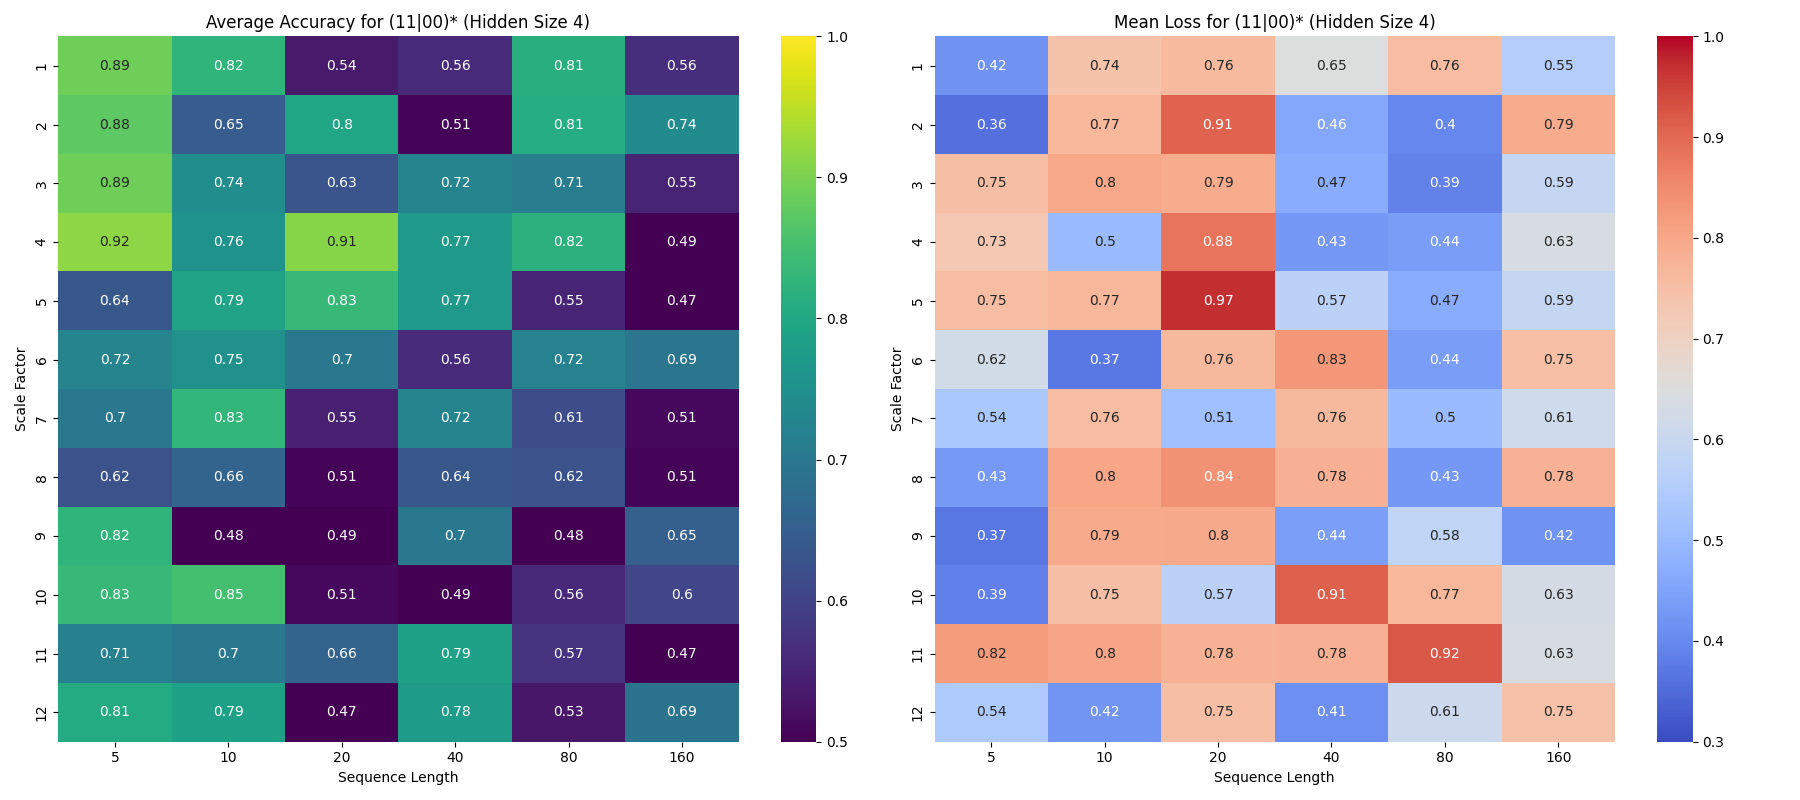 Average Accuracy for (11|00)* (Hidden Size 4)
Scale Factor
1 0.89 0.82 0.54 0.56 0.81 0.56
2 0.88 0.65 0.8 0.51 0.81 0.74
3 0.89 0.74 0.63 0.72 0.71 0.55
4 0.92 0.76 0.91 0.77 0.82 0.49
5 0.64 0.79 0.83 0.77 0.55 0.47
6 0.72 0.75 0.7 0.56 0.72 0.69
7 0.7 0.83 0.55 0.72 0.61 0.51
8 0.62 0.66 0.51 0.64 0.62 0.51
9 0.82 0.48 0.49 0.7 0.48 0.65
10 0.83 0.85 0.51 0.49 0.56 0.6
11 0.71 0.7 0.66 0.79 0.57 0.47
12 0.81 0.79 0.47 0.78 0.53 0.69
5 10 20 40 80 160
Sequence Length
1.0
0.9
0.8
0.7
0.6
0.5
Mean Loss for (11|00)* (Hidden Size 4)
Scale Factor
1 0.42 0.74 0.76 0.65 0.76 0.55
2 0.36 0.77 0.91 0.46 0.4 0.79
3 0.75 0.8 0.79 0.47 0.39 0.59
4 0.73 0.5 0.88 0.43 0.44 0.63
5 0.75 0.77 0.97 0.57 0.47 0.59
6 0.62 0.37 0.76 0.83 0.44 0.75
7 0.54 0.76 0.51 0.76 0.5 0.61
8 0.43 0.8 0.84 0.78 0.43 0.78
9 0.37 0.79 0.8 0.44 0.58 0.42
10 0.39 0.75 0.57 0.91 0.77 0.63
11 0.82 0.8 0.78 0.78 0.92 0.63
12 0.54 0.42 0.75 0.41 0.61 0.75
5 10 20 40 80 160
Sequence Length
1.0
0.9
0.8
0.7
0.6
0.5
0.4
0.3